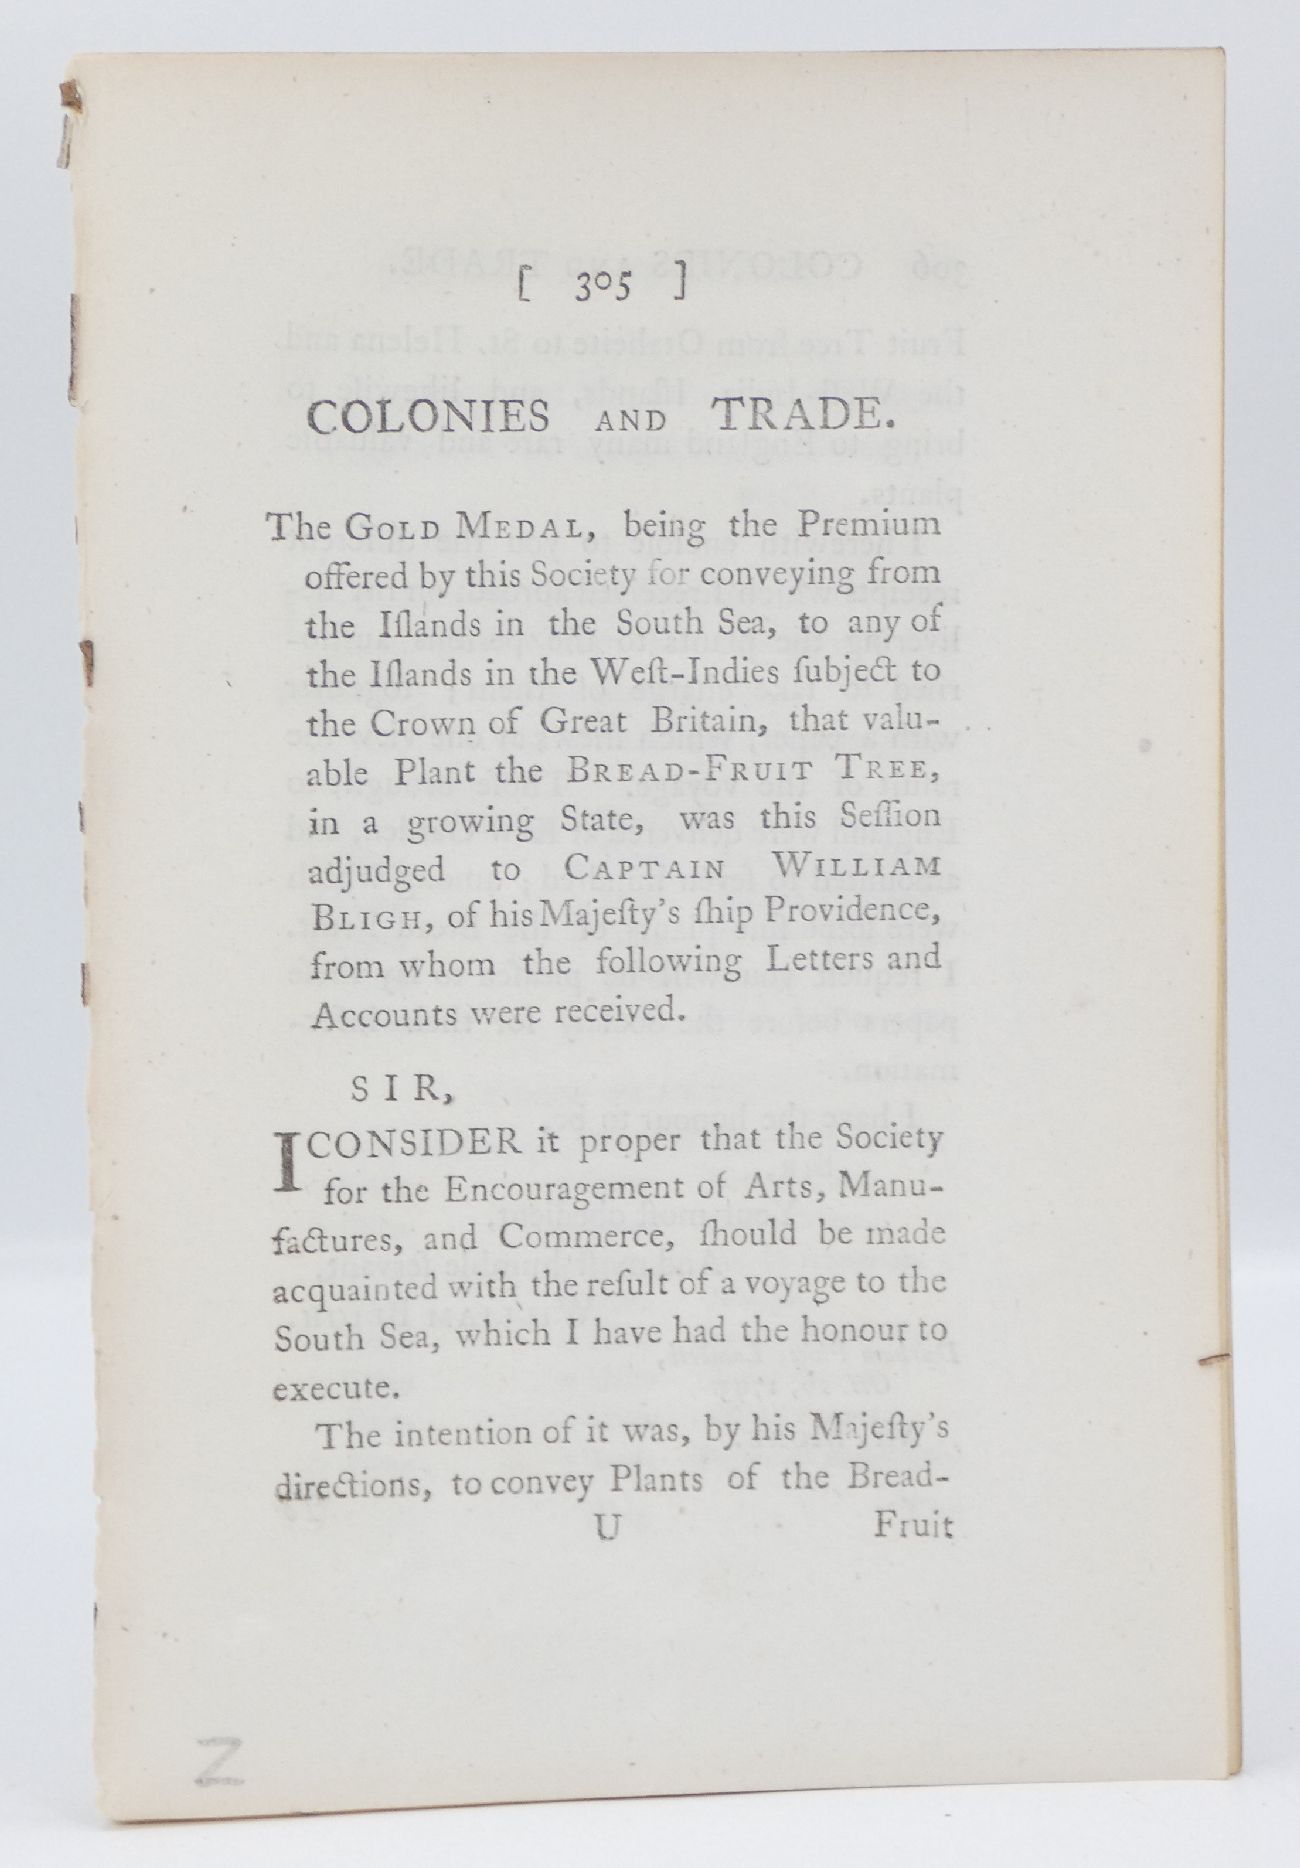 [ 305 ]
COLONIES AND TRADE.
The GOLD MEDAL, being the Premium
offered by this Society for conveying from
the Iſlands in the South Sea, to any of
the Iſlands in the Weſt-Indies ſubject to
the Crown of Great Britain, that valu-
able Plant the BREAD-FRUIT TREE,
in a growing State, was this Seſſion
adjudged to CAPTAIN WILLIAM
BLIGH, of his Majeſty's ſhip Providence,
from whom the following Letters and
Accounts were received.
SIR,
I CONSIDER it proper that the Society
for the Encouragement of Arts, Manu-
factures, and Commerce, ſhould be made
acquainted with the reſult of a voyage to the
South Sea, which I have had the honour to
execute.
The intention of it was, by his Majeſty's
directions, to convey Plants of the Bread-
U Fruit
Z